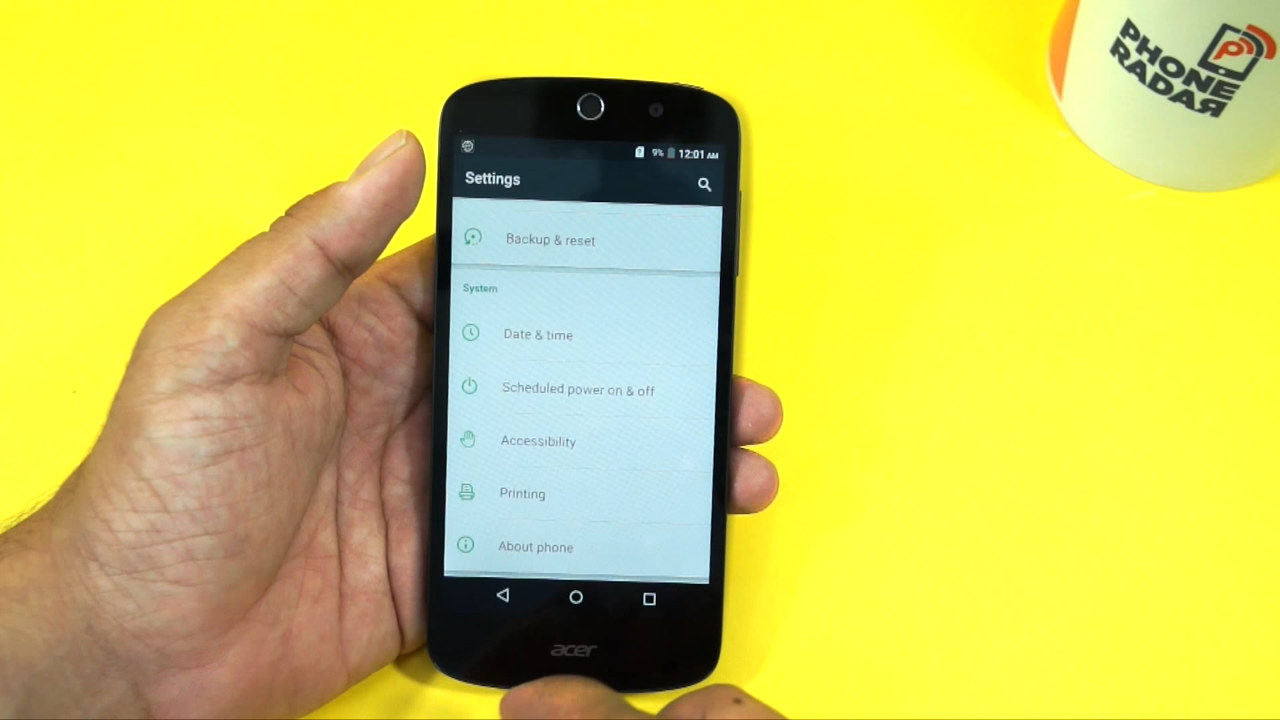 PHONE
RADAR
9% 12:01 AM
Settings
Backup & reset
System
Date & time
Scheduled power on & off
Accessibility
Printing
About phone
acer